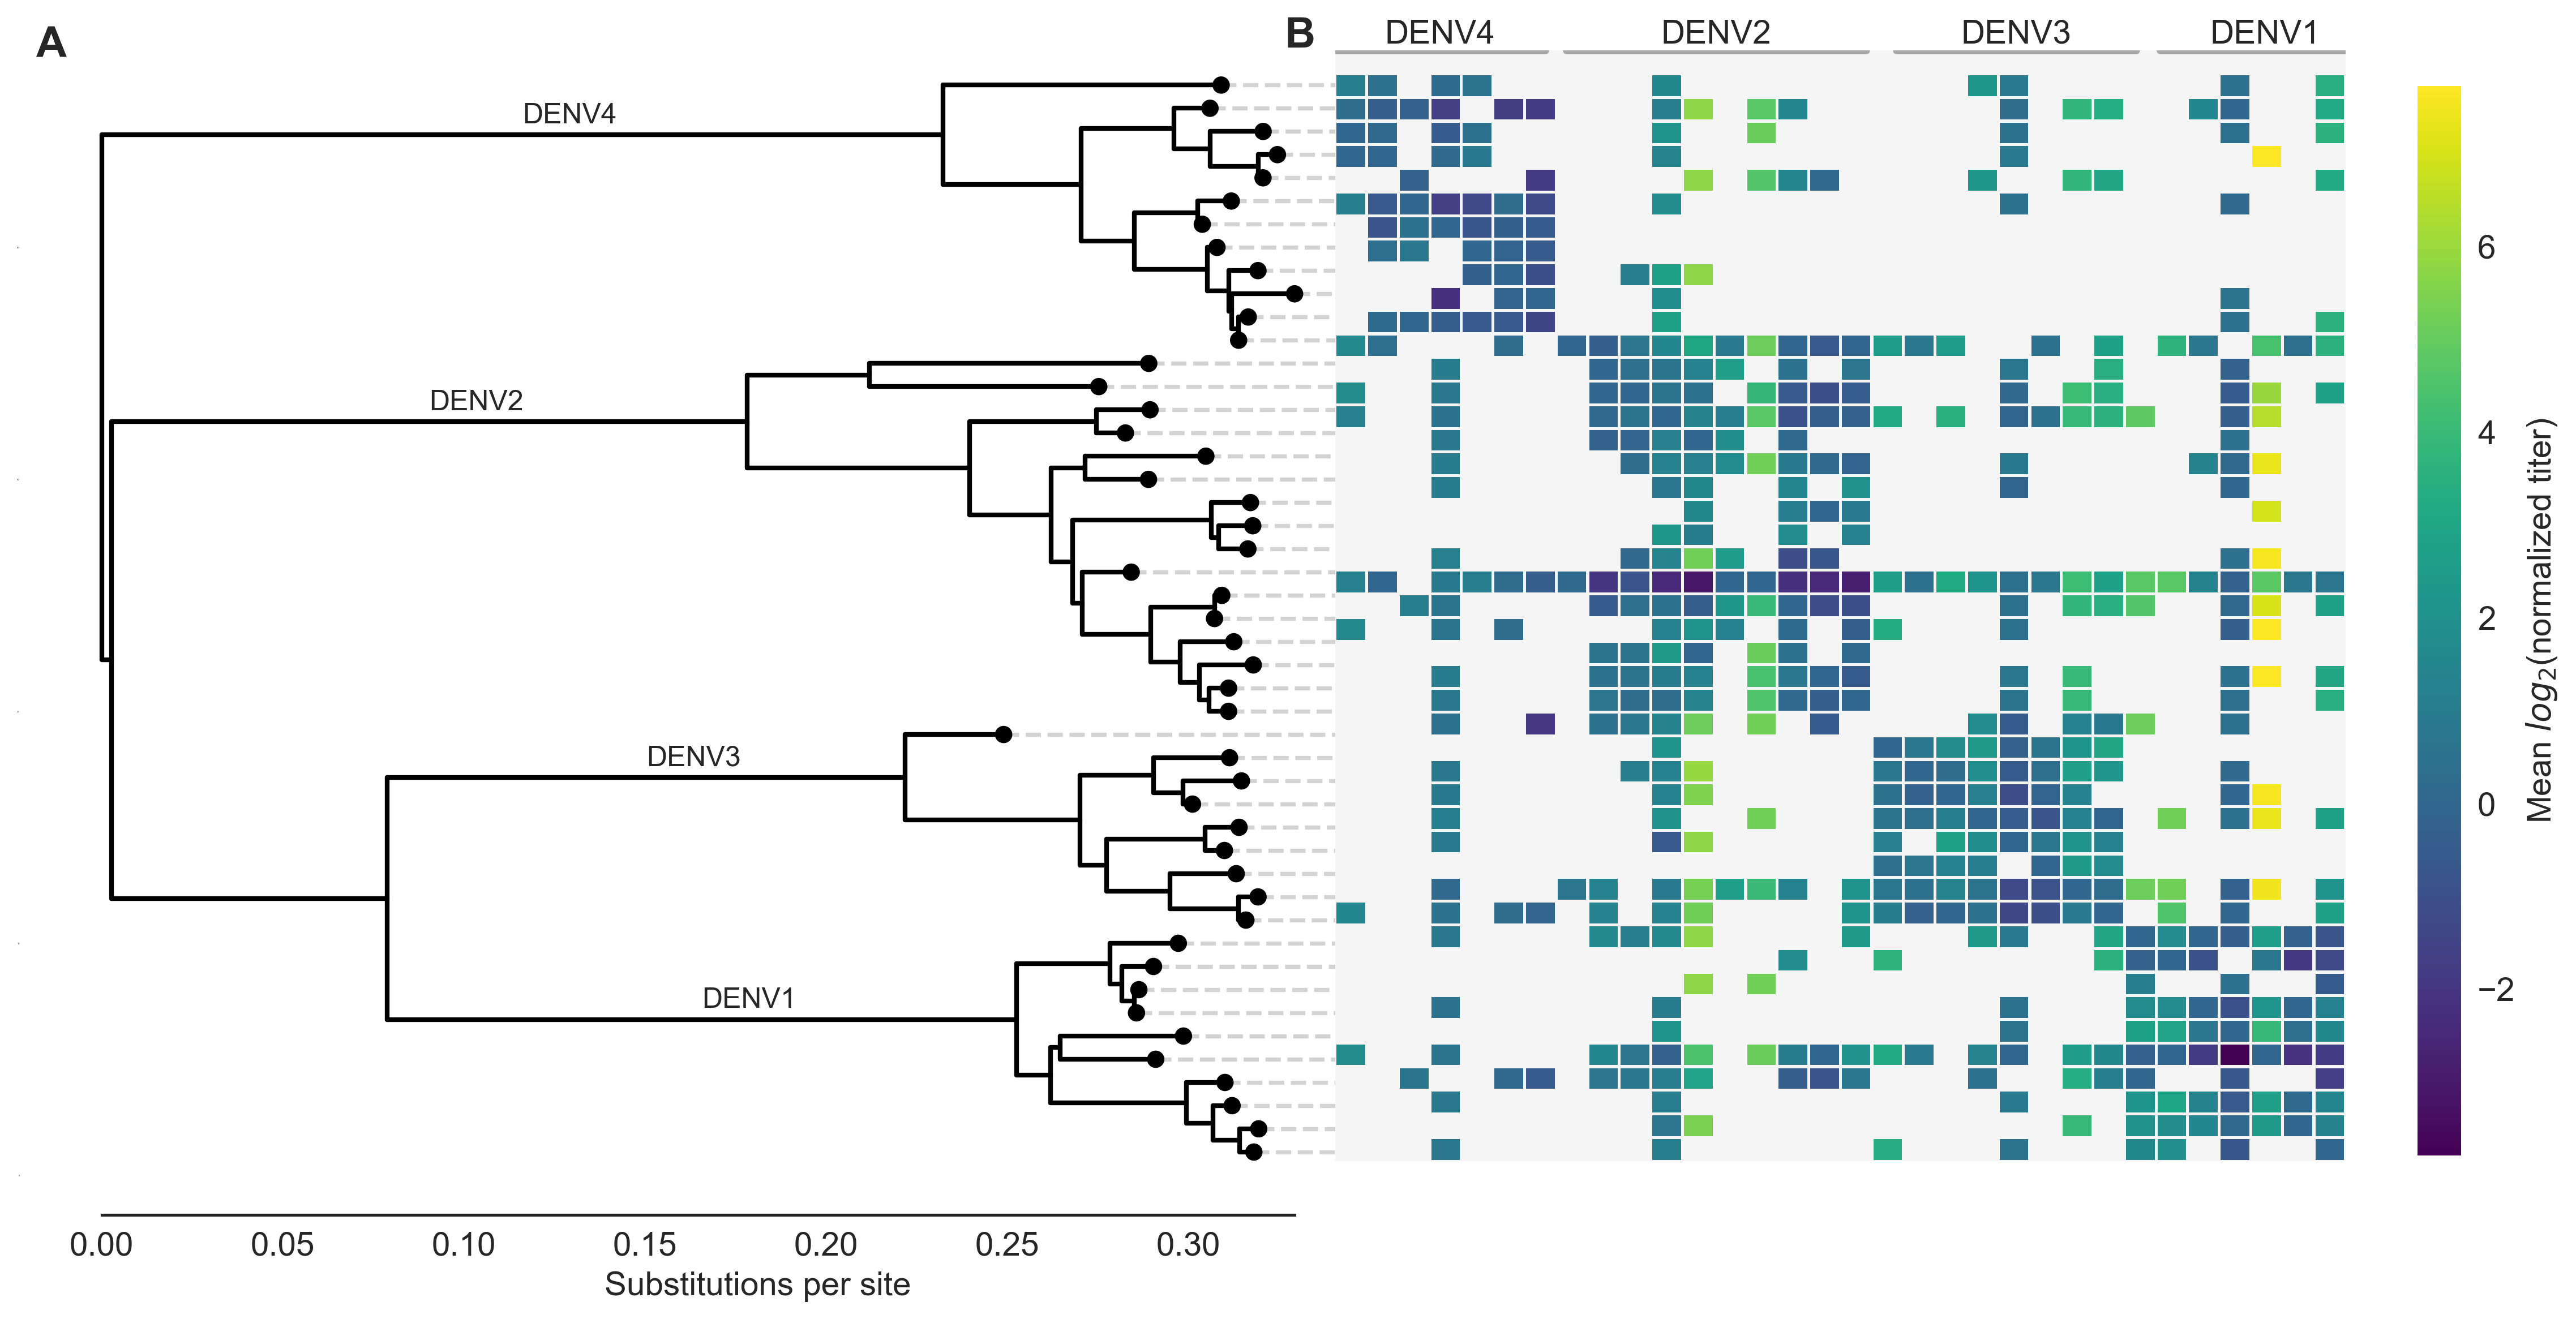 A
B
DENV4
DENV2
DENV3
DENV1
DENV4
DENV2
DENV3
DENV1
0.00
0.05
0.10
0.15
0.20
0.25
0.30
Substitutions per site
6
4
2
0
−2
Mean log₂(normalized titer)